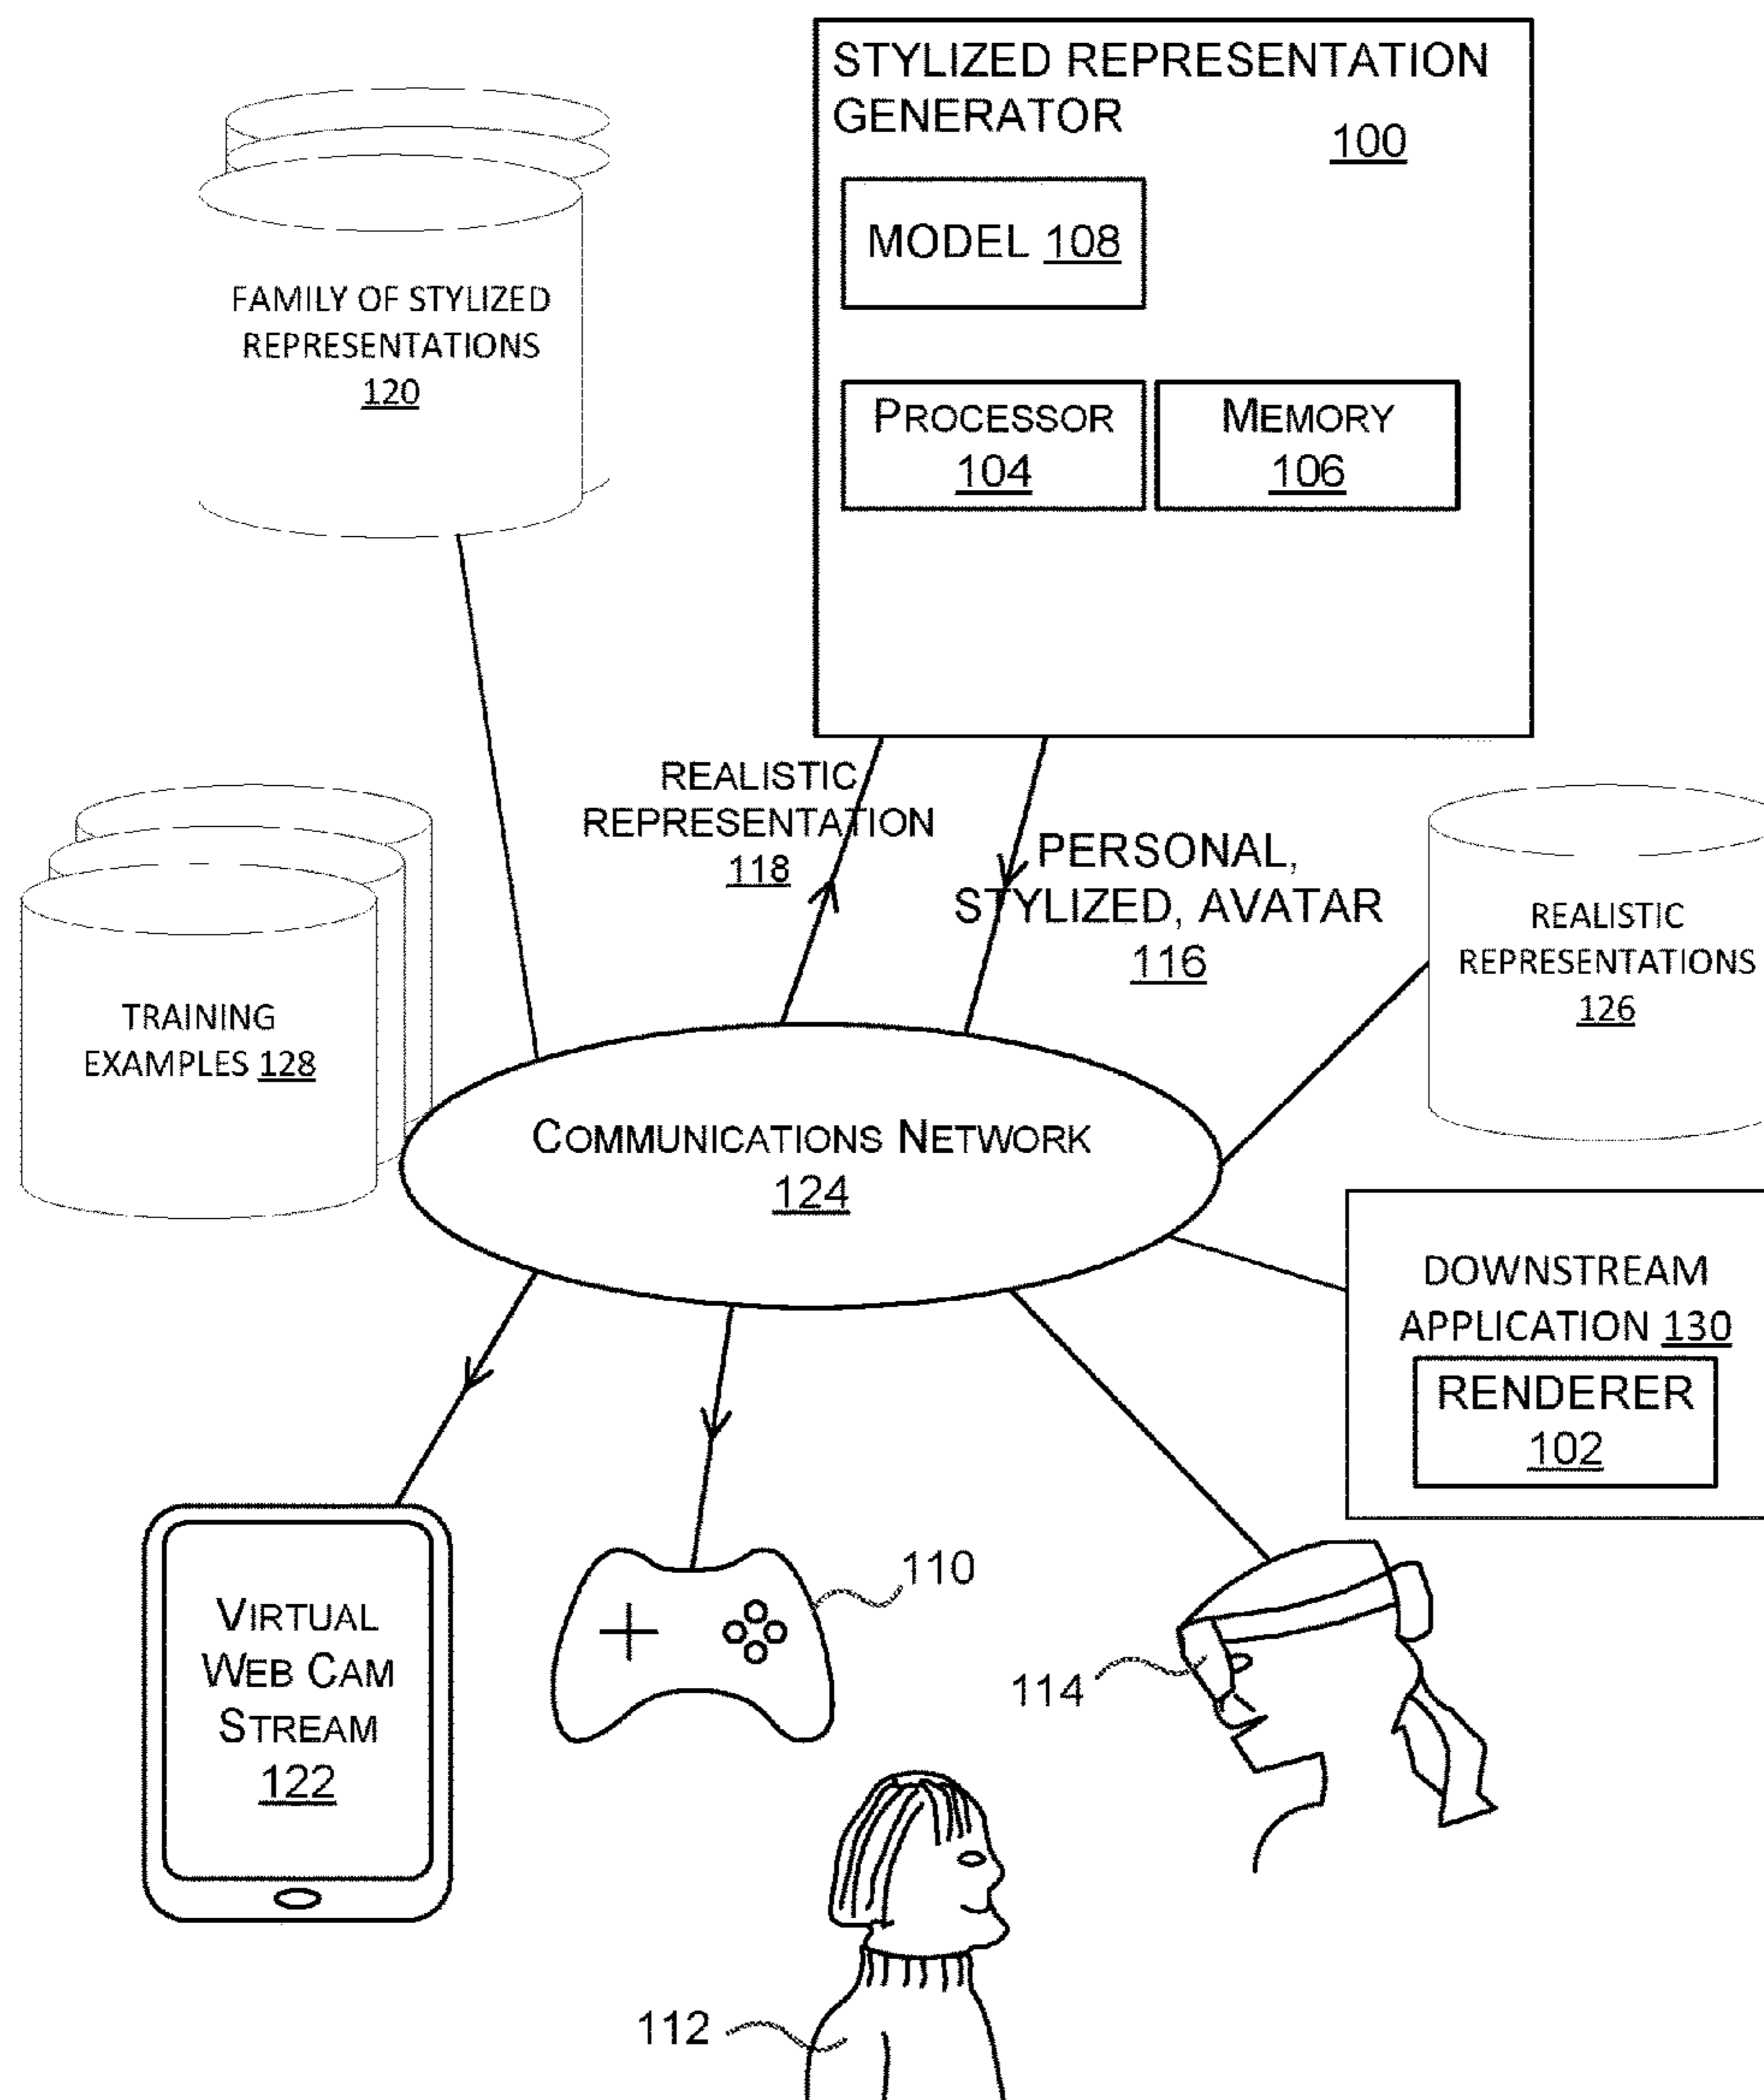 STYLIZED REPRESENTATION
GENERATOR
100
MODEL 108
PROCESSOR
104
MEMORY
106
FAMILY OF STYLIZED
REPRESENTATIONS
120
REALISTIC
REPRESENTATION
118
PERSONAL,
STYLIZED, AVATAR
116
REALISTIC
REPRESENTATIONS
126
TRAINING
EXAMPLES 128
COMMUNICATIONS NETWORK
124
DOWNSTREAM
APPLICATION 130
RENDERER
102
VIRTUAL
WEB CAM
STREAM
122
110
114
112